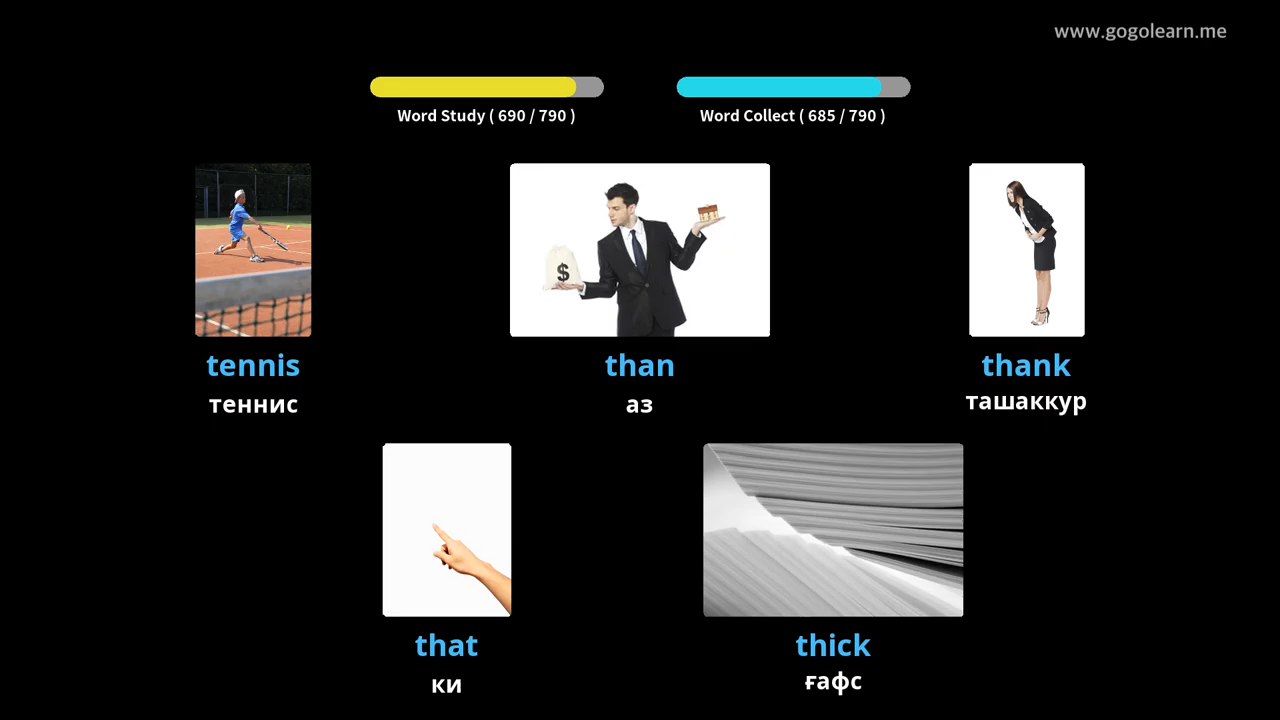 www.gogolearn.me
Word Study ( 690 / 790 )
Word Collect ( 685 / 790 )
tennis
теннис
than
аз
thank
ташаккур
that
ки
thick
ғафс
$